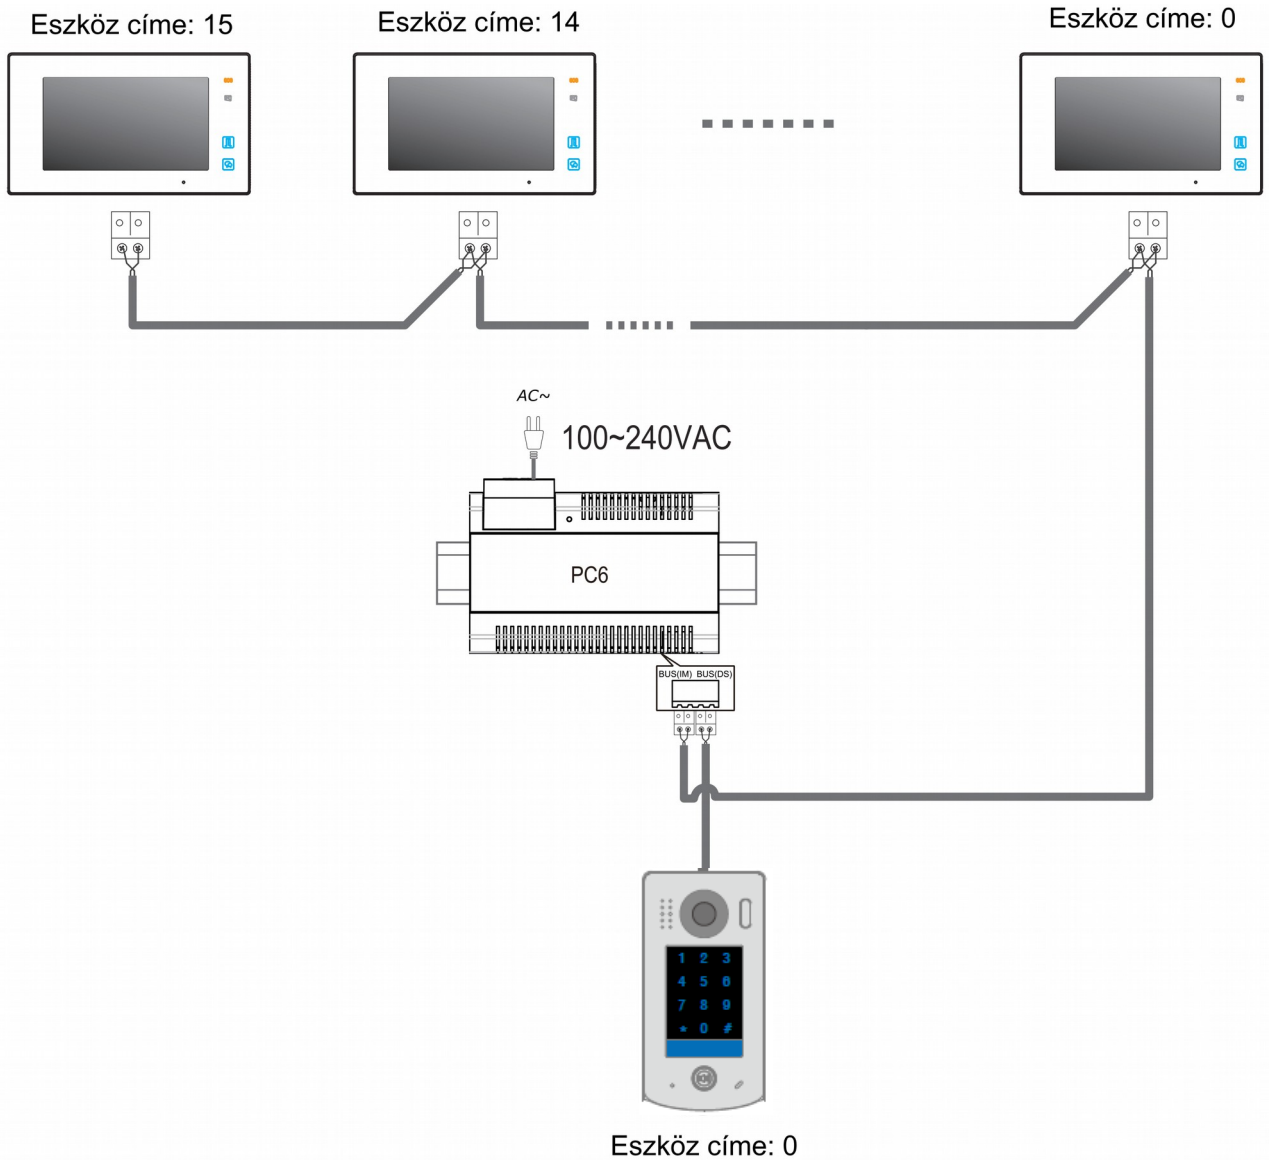 Eszköz címe: 15
Eszköz címe: 14
Eszköz címe: 0
AC~
100~240VAC
PC6
BUS(IM) BUS(DS)
1 2 3
4 5 6
7 8 9
* 0 #
Eszköz címe: 0